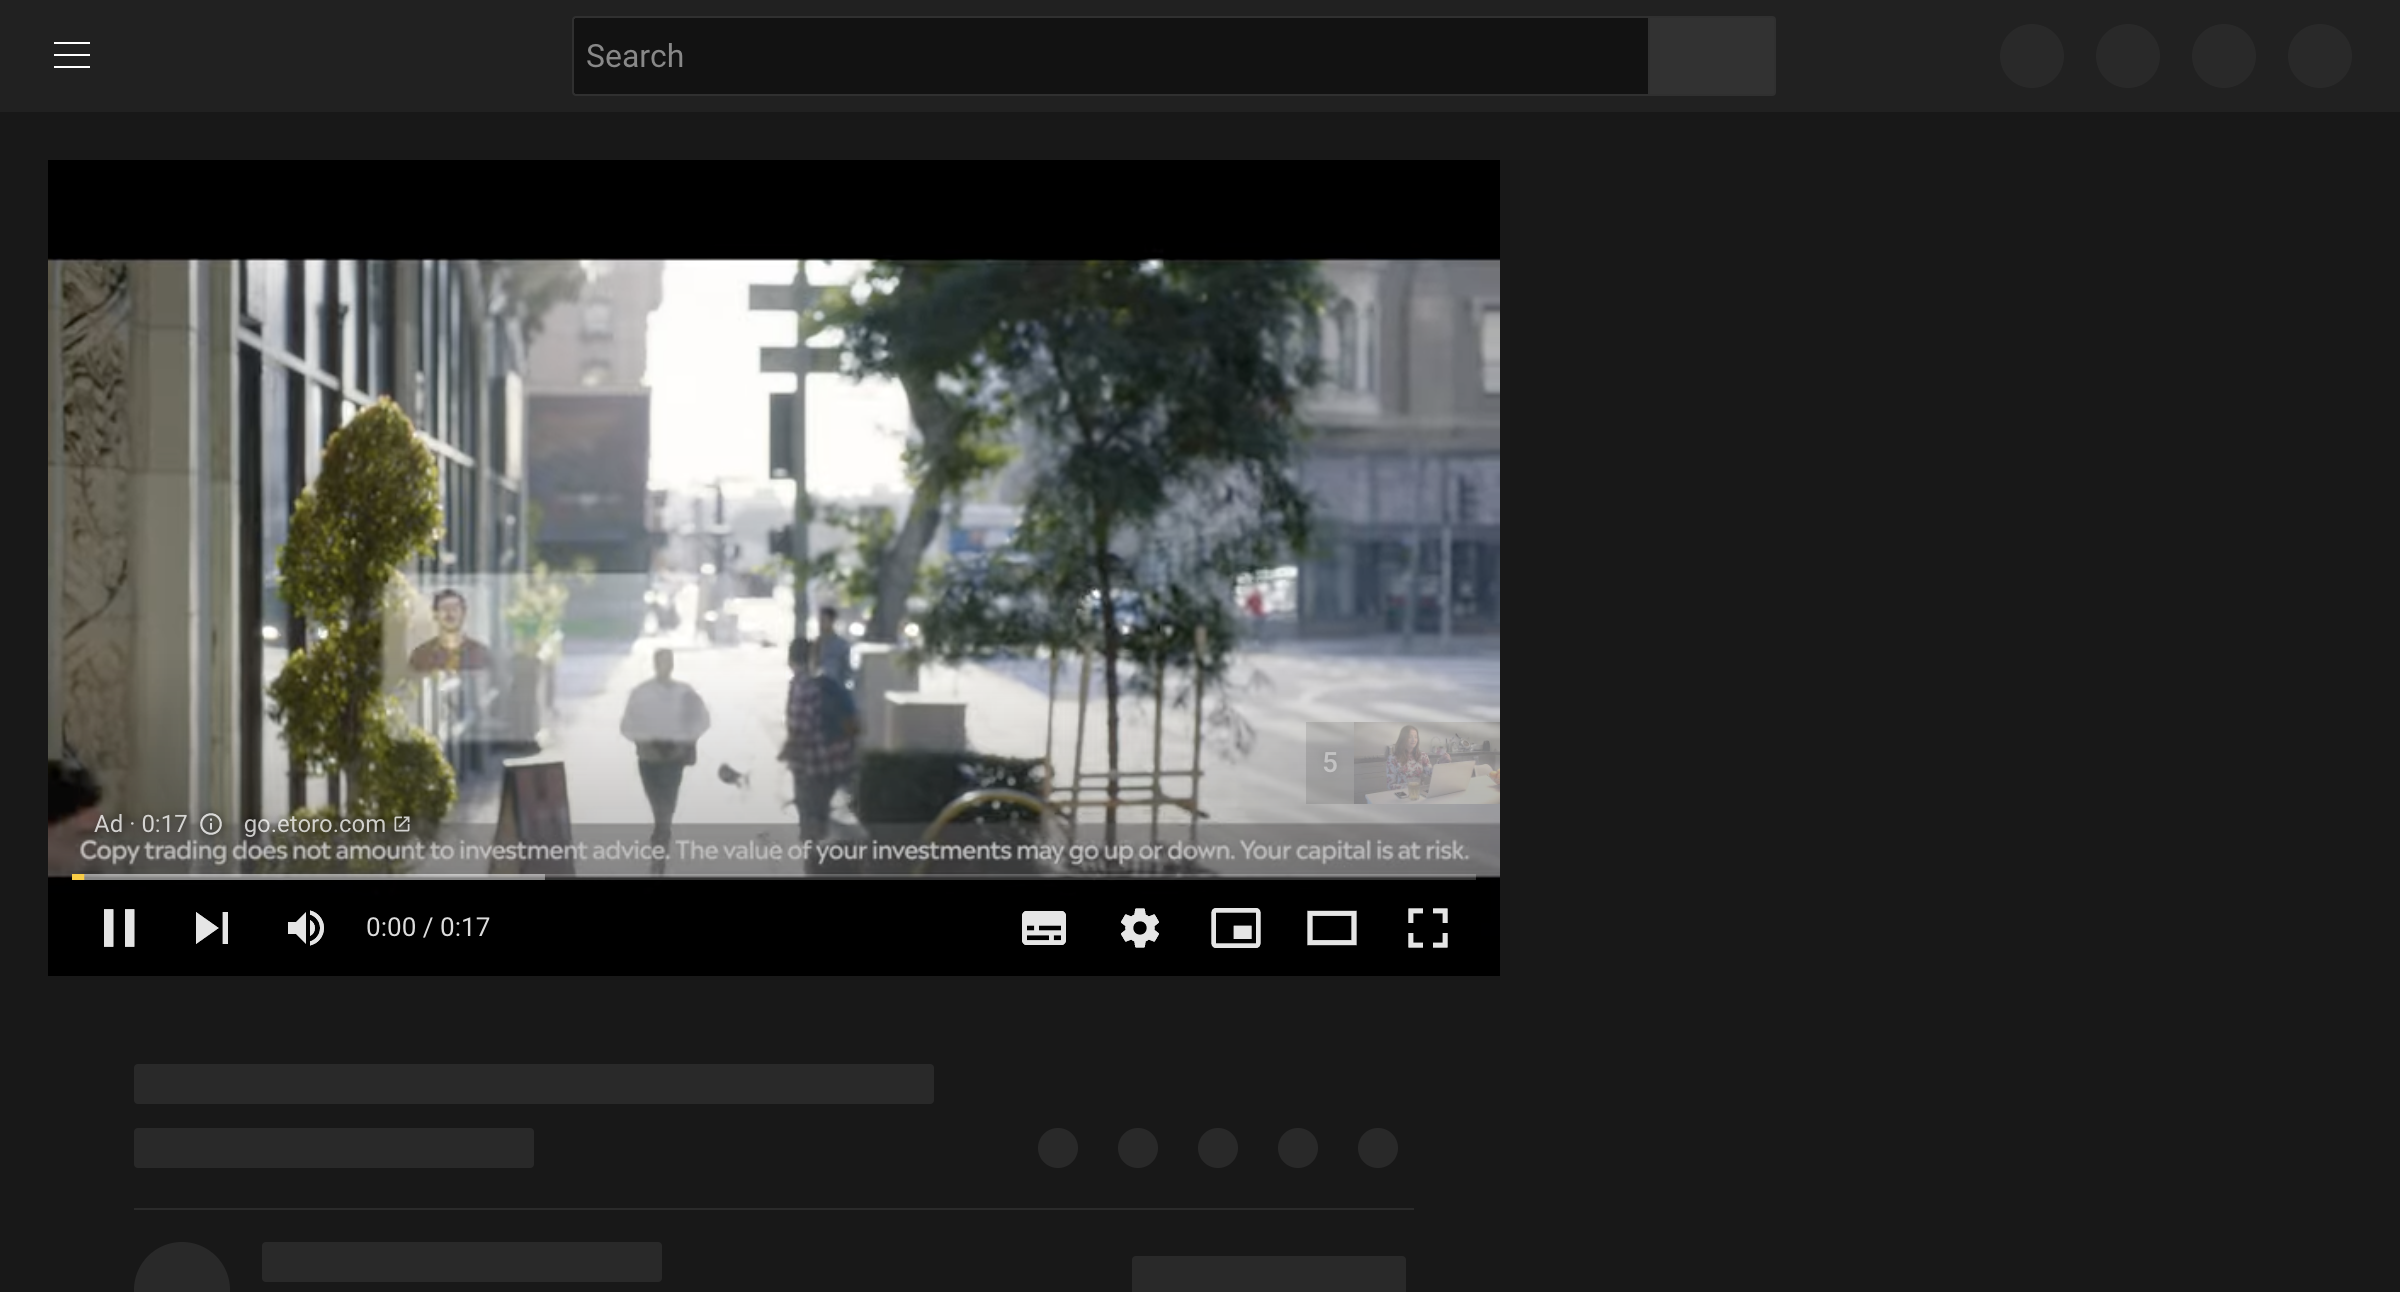 Search
5
Ad · 0:17 go.etoro.com
Copy trading does not amount to investment advice. The value of your investments may go up or down. Your capital is at risk.
0:00 / 0:17